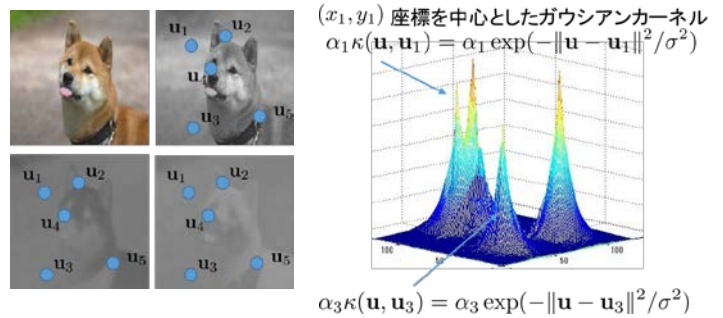 (x₁, y₁) 座標を中心としたガウシアンカーネル
α₁κ(u, u₁) = α₁ exp(−‖u − u₁‖²/σ²)
u₁
u₂
u₄
u₃
u₅
u₁
u₂
u₄
u₃
u₅
u₁
u₂
u₄
u₃
u₅
100
50
50
100
α₃κ(u, u₃) = α₃ exp(−‖u − u₃‖²/σ²)